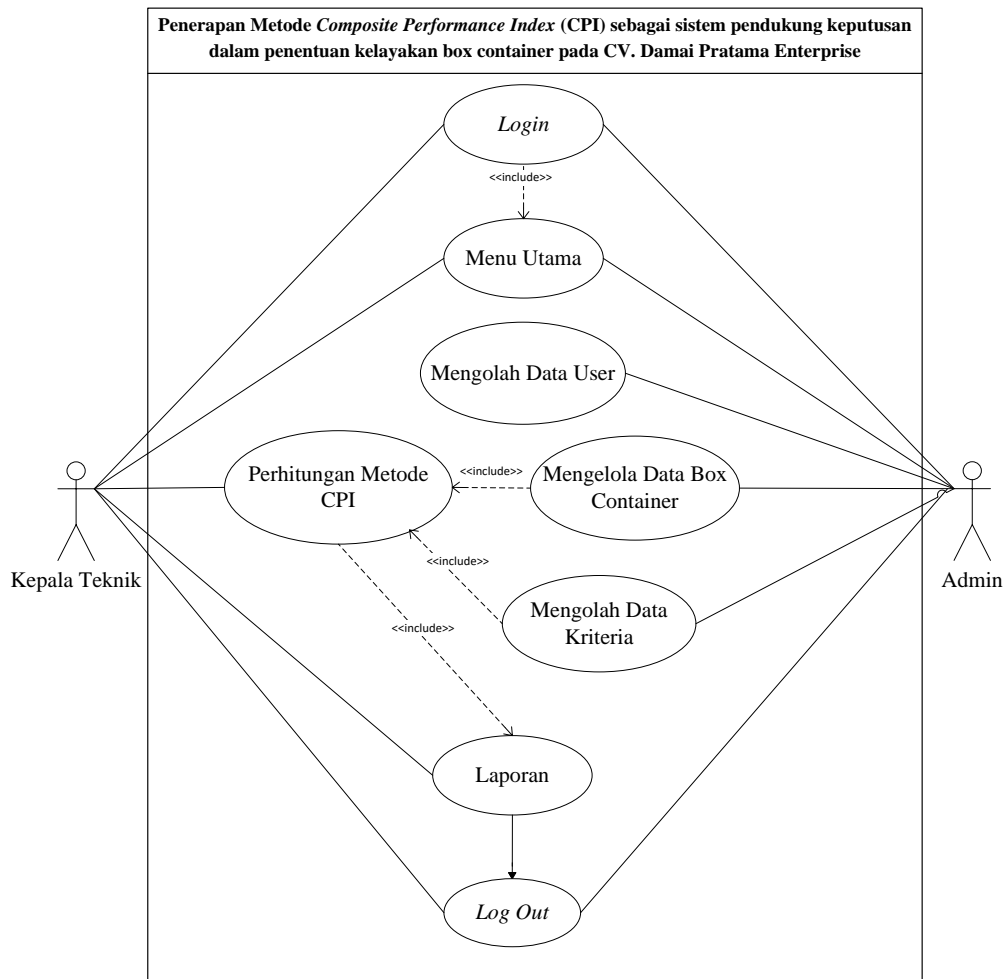 Penerapan Metode Composite Performance Index (CPI) sebagai sistem pendukung keputusan
dalam penentuan kelayakan box container pada CV. Damai Pratama Enterprise
Login
<<include>>
Menu Utama
Mengolah Data User
Perhitungan Metode
CPI
<<include>>
Mengelola Data Box
Container
Kepala Teknik
Admin
<<include>>
Mengolah Data
Kriteria
<<include>>
Laporan
Log Out